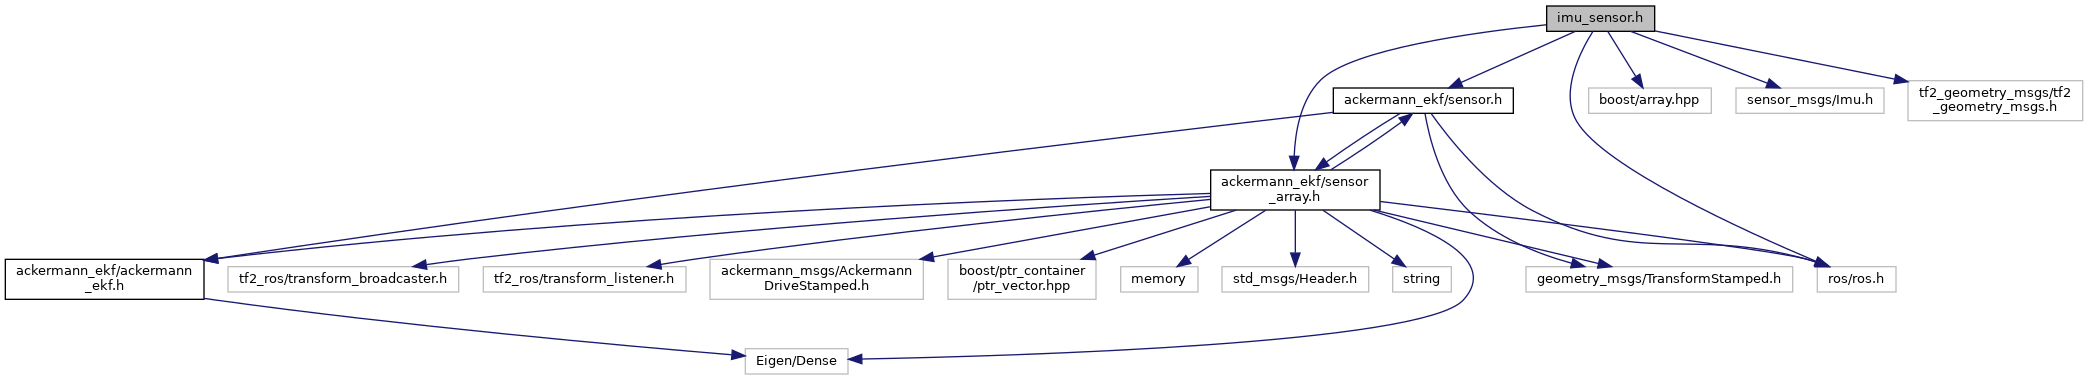 imu_sensor.h
ackermann_ekf/sensor.h
boost/array.hpp
sensor_msgs/Imu.h
tf2_geometry_msgs/tf2
_geometry_msgs.h
ackermann_ekf/sensor
_array.h
ackermann_ekf/ackermann
_ekf.h
tf2_ros/transform_broadcaster.h
tf2_ros/transform_listener.h
ackermann_msgs/Ackermann
DriveStamped.h
boost/ptr_container
/ptr_vector.hpp
memory
std_msgs/Header.h
string
geometry_msgs/TransformStamped.h
ros/ros.h
Eigen/Dense